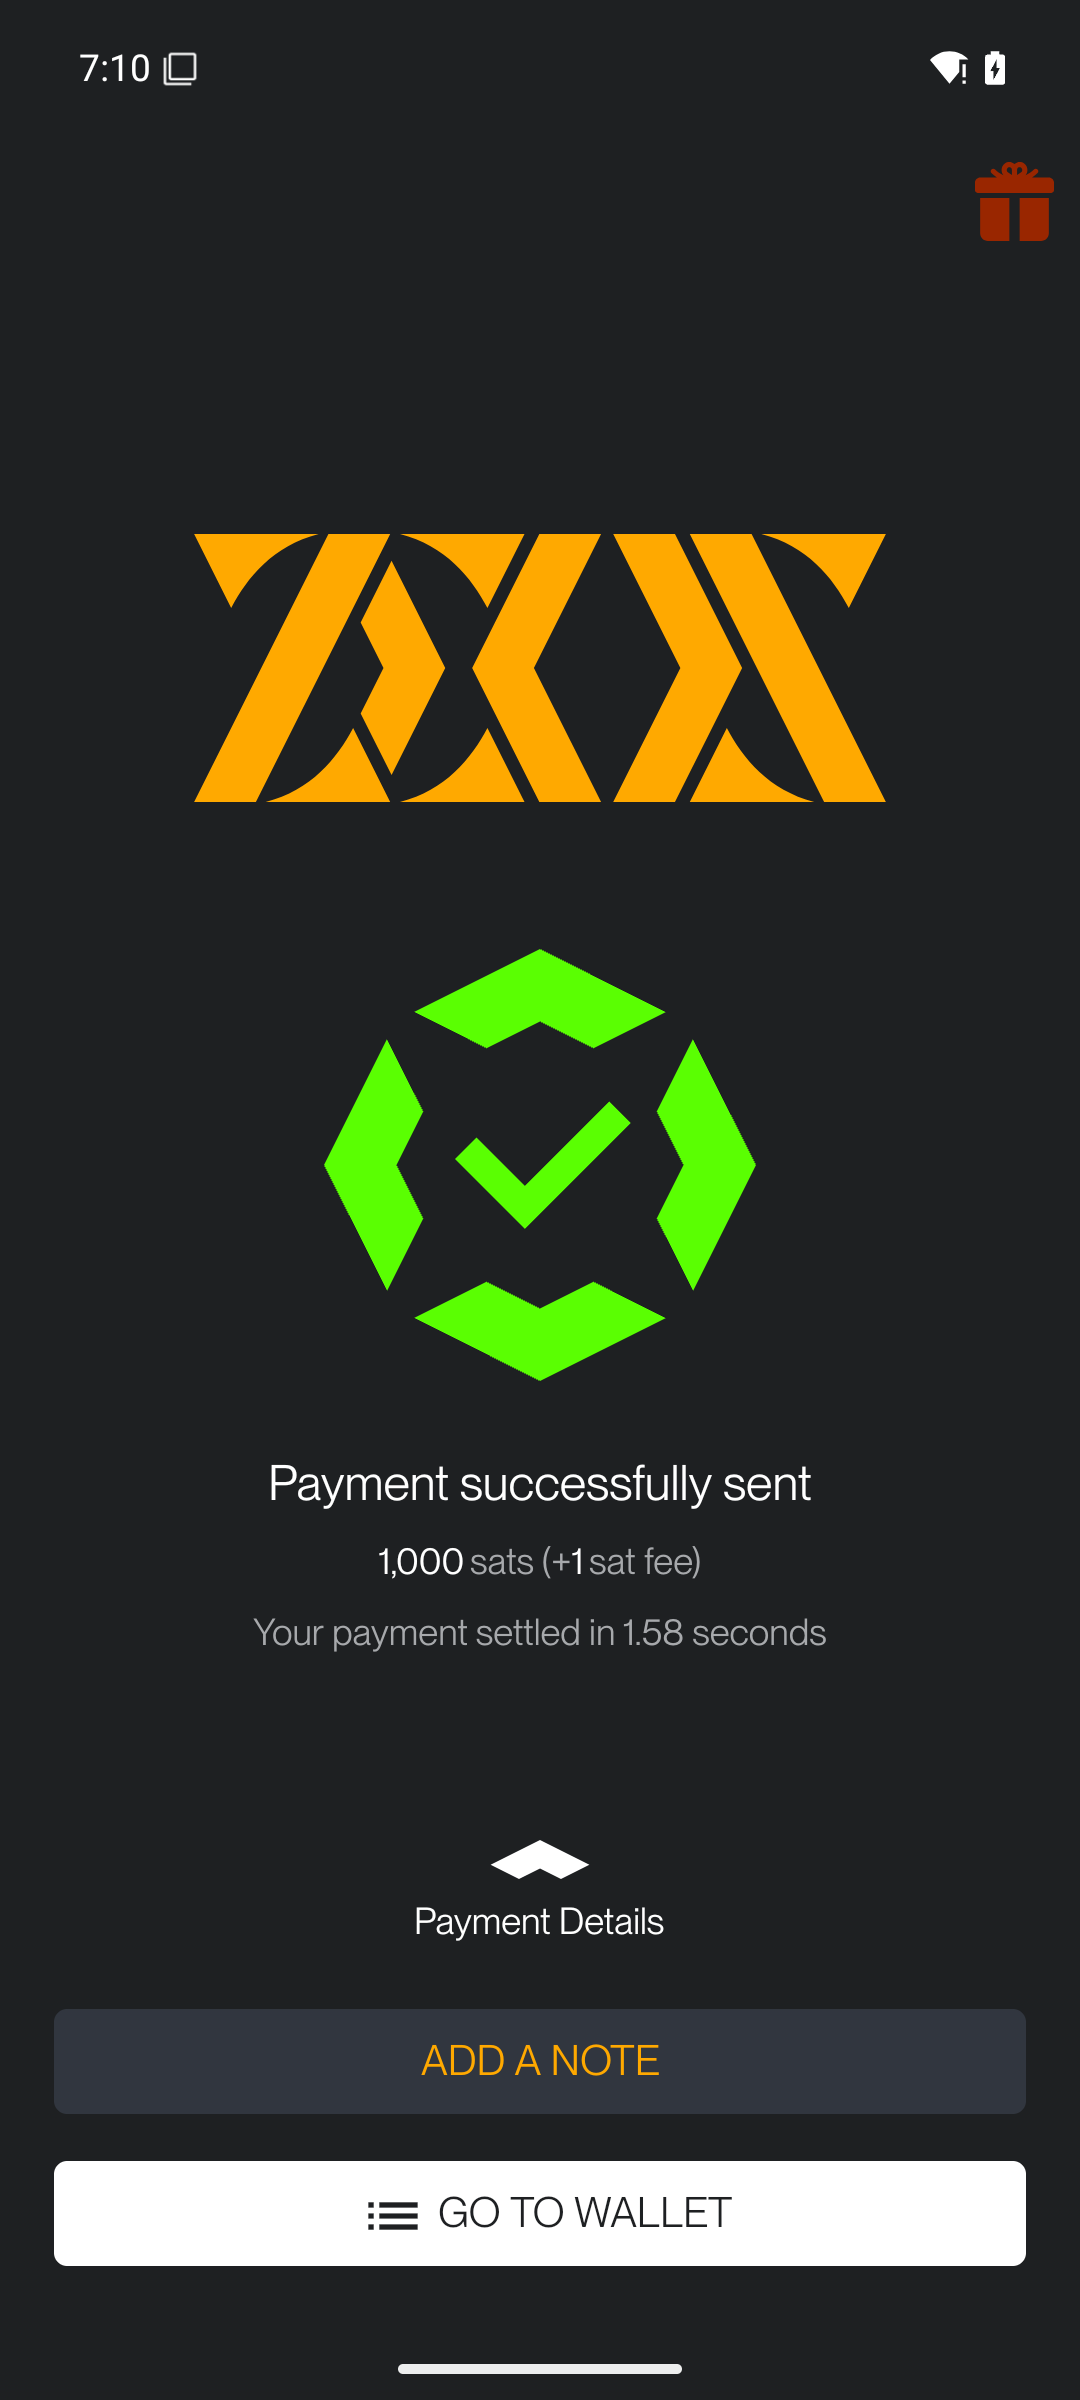 7:10
Payment successfully sent
1,000 sats (+1 sat fee)
Your payment settled in 1.58 seconds
Payment Details
ADD A NOTE
GO TO WALLET